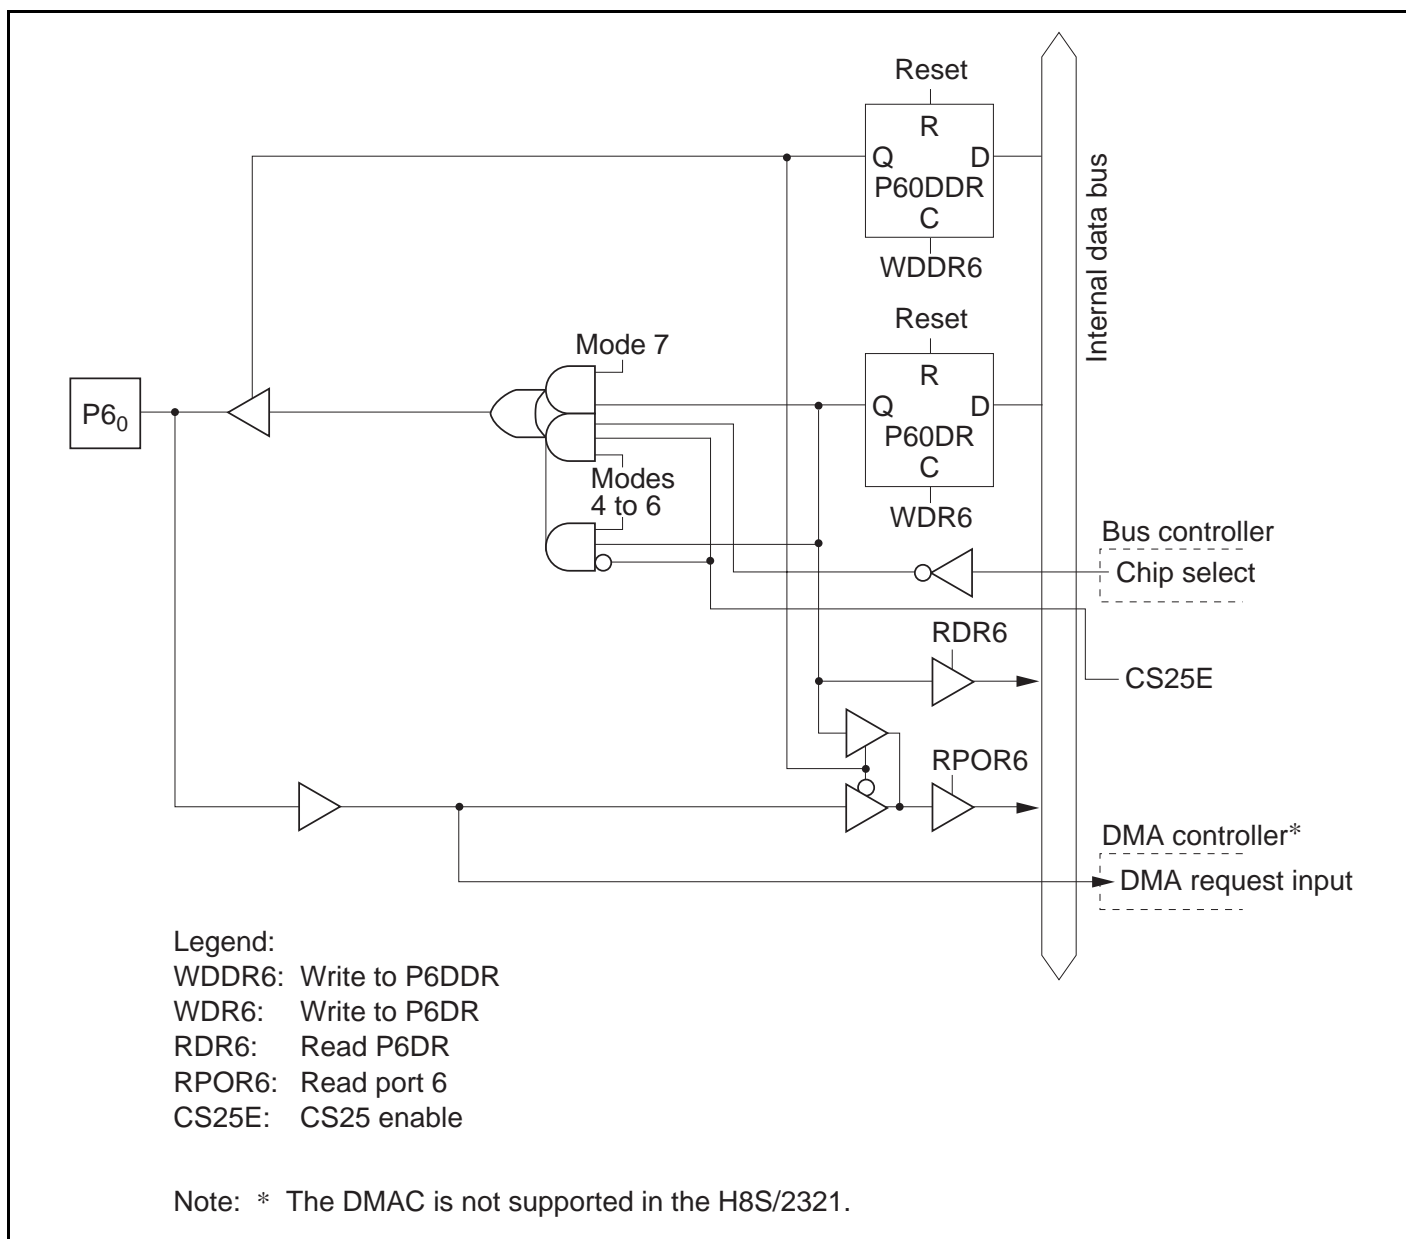 Reset
R
Q D
P60DDR
C
WDDR6
Internal data bus
Reset
Mode 7
R
P6₀
Q D
P60DR
C
Modes
4 to 6
WDR6
Bus controller
Chip select
RDR6
CS25E
RPOR6
DMA controller*
DMA request input
Legend:
WDDR6: Write to P6DDR
WDR6: Write to P6DR
RDR6: Read P6DR
RPOR6: Read port 6
CS25E: CS25 enable
Note: * The DMAC is not supported in the H8S/2321.